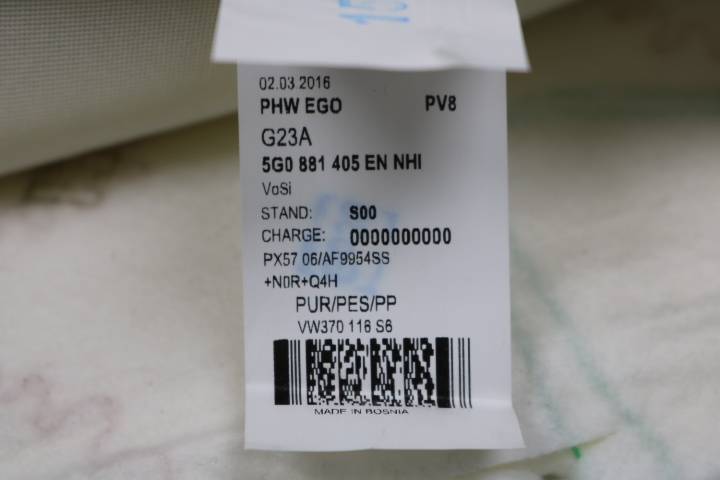 02.03.2016
PHW EGO PV8
G23A
5G0 881 405 EN NHI
VoSi
STAND: S00
CHARGE: 0000000000
PX57 06/AF9954SS
+N0R+Q4H
PUR/PES/PP
VW370 116 S6
MADE IN BOSNIA